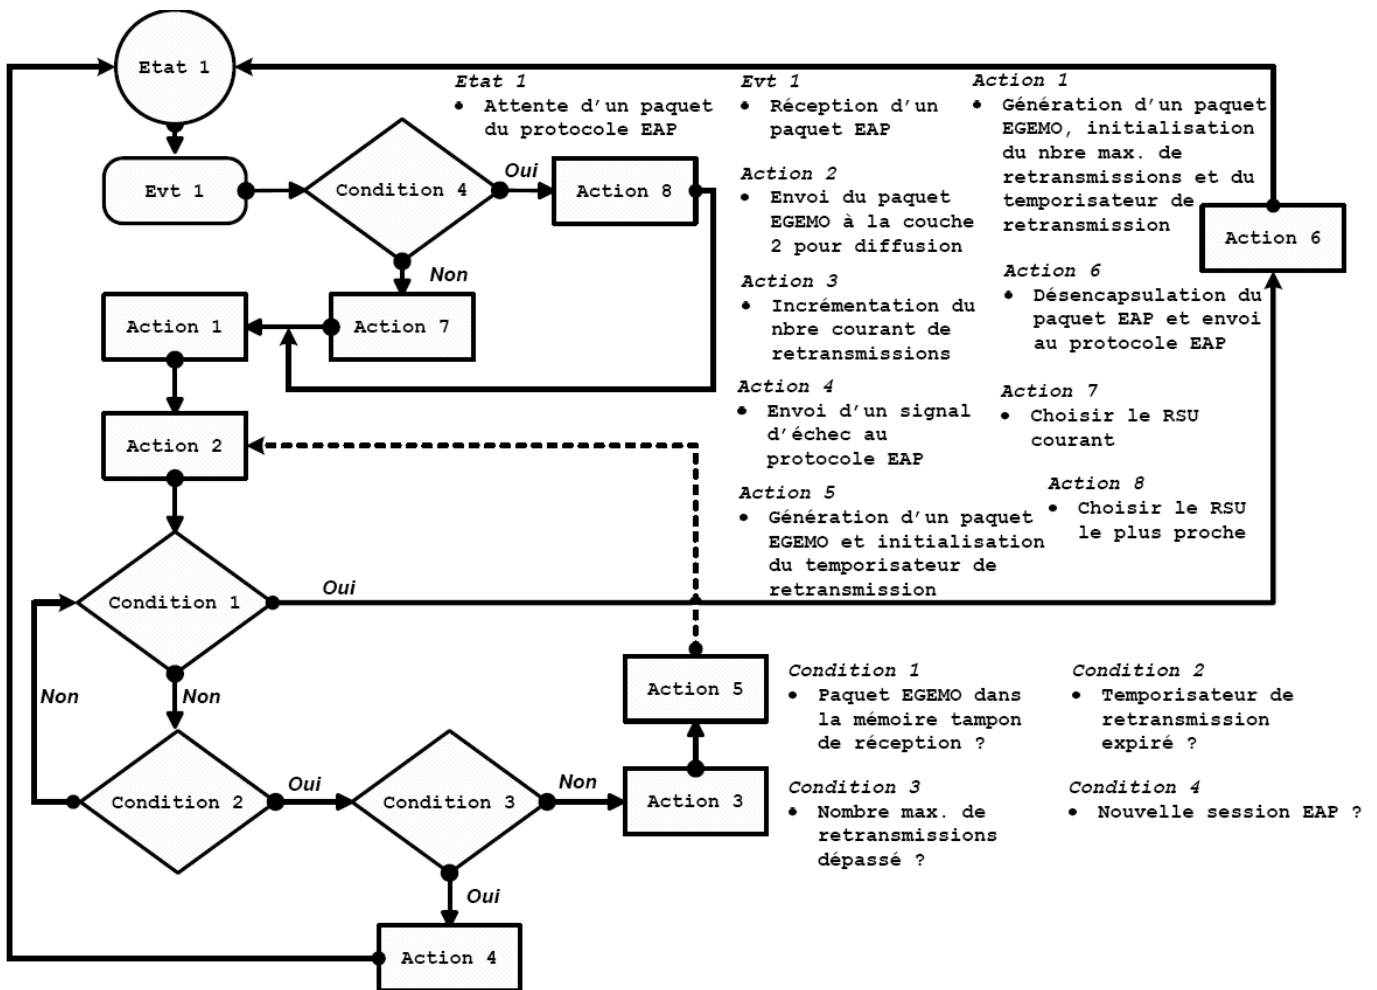 Etat 1
Evt 1
Condition 4
Oui
Action 8
Non
Action 1
Action 7
Action 2
Condition 1
Oui
Non
Non
Condition 2
Oui
Condition 3
Non
Action 3
Action 5
Oui
Action 4
Action 6
Etat 1
• Attente d'un paquet
du protocole EAP
Evt 1
• Réception d'un
paquet EAP
Action 1
• Génération d'un paquet
EGEMO, initialisation
du nbre max. de
retransmissions et du
temporisateur de
retransmission
Action 2
• Envoi du paquet
EGEMO à la couche
2 pour diffusion
Action 3
• Incrémentation du
nbre courant de
retransmissions
Action 4
• Envoi d'un signal
d'échec au
protocole EAP
Action 5
• Génération d'un paquet
EGEMO et initialisation
du temporisateur de
retransmission
Action 6
• Désencapsulation du
paquet EAP et envoi
au protocole EAP
Action 7
• Choisir le RSU
courant
Action 8
• Choisir le RSU
le plus proche
Condition 1
• Paquet EGEMO dans
la mémoire tampon
de réception ?
Condition 2
• Temporisateur de
retransmission
expiré ?
Condition 3
• Nombre max. de
retransmissions
dépassé ?
Condition 4
• Nouvelle session EAP ?